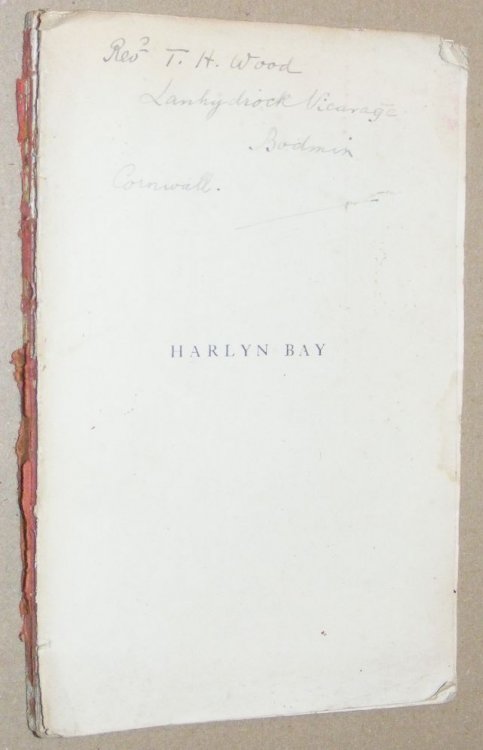 Revd T. H. Wood
Lanhydrock Vicarage
Bodmin
Cornwall.
HARLYN BAY